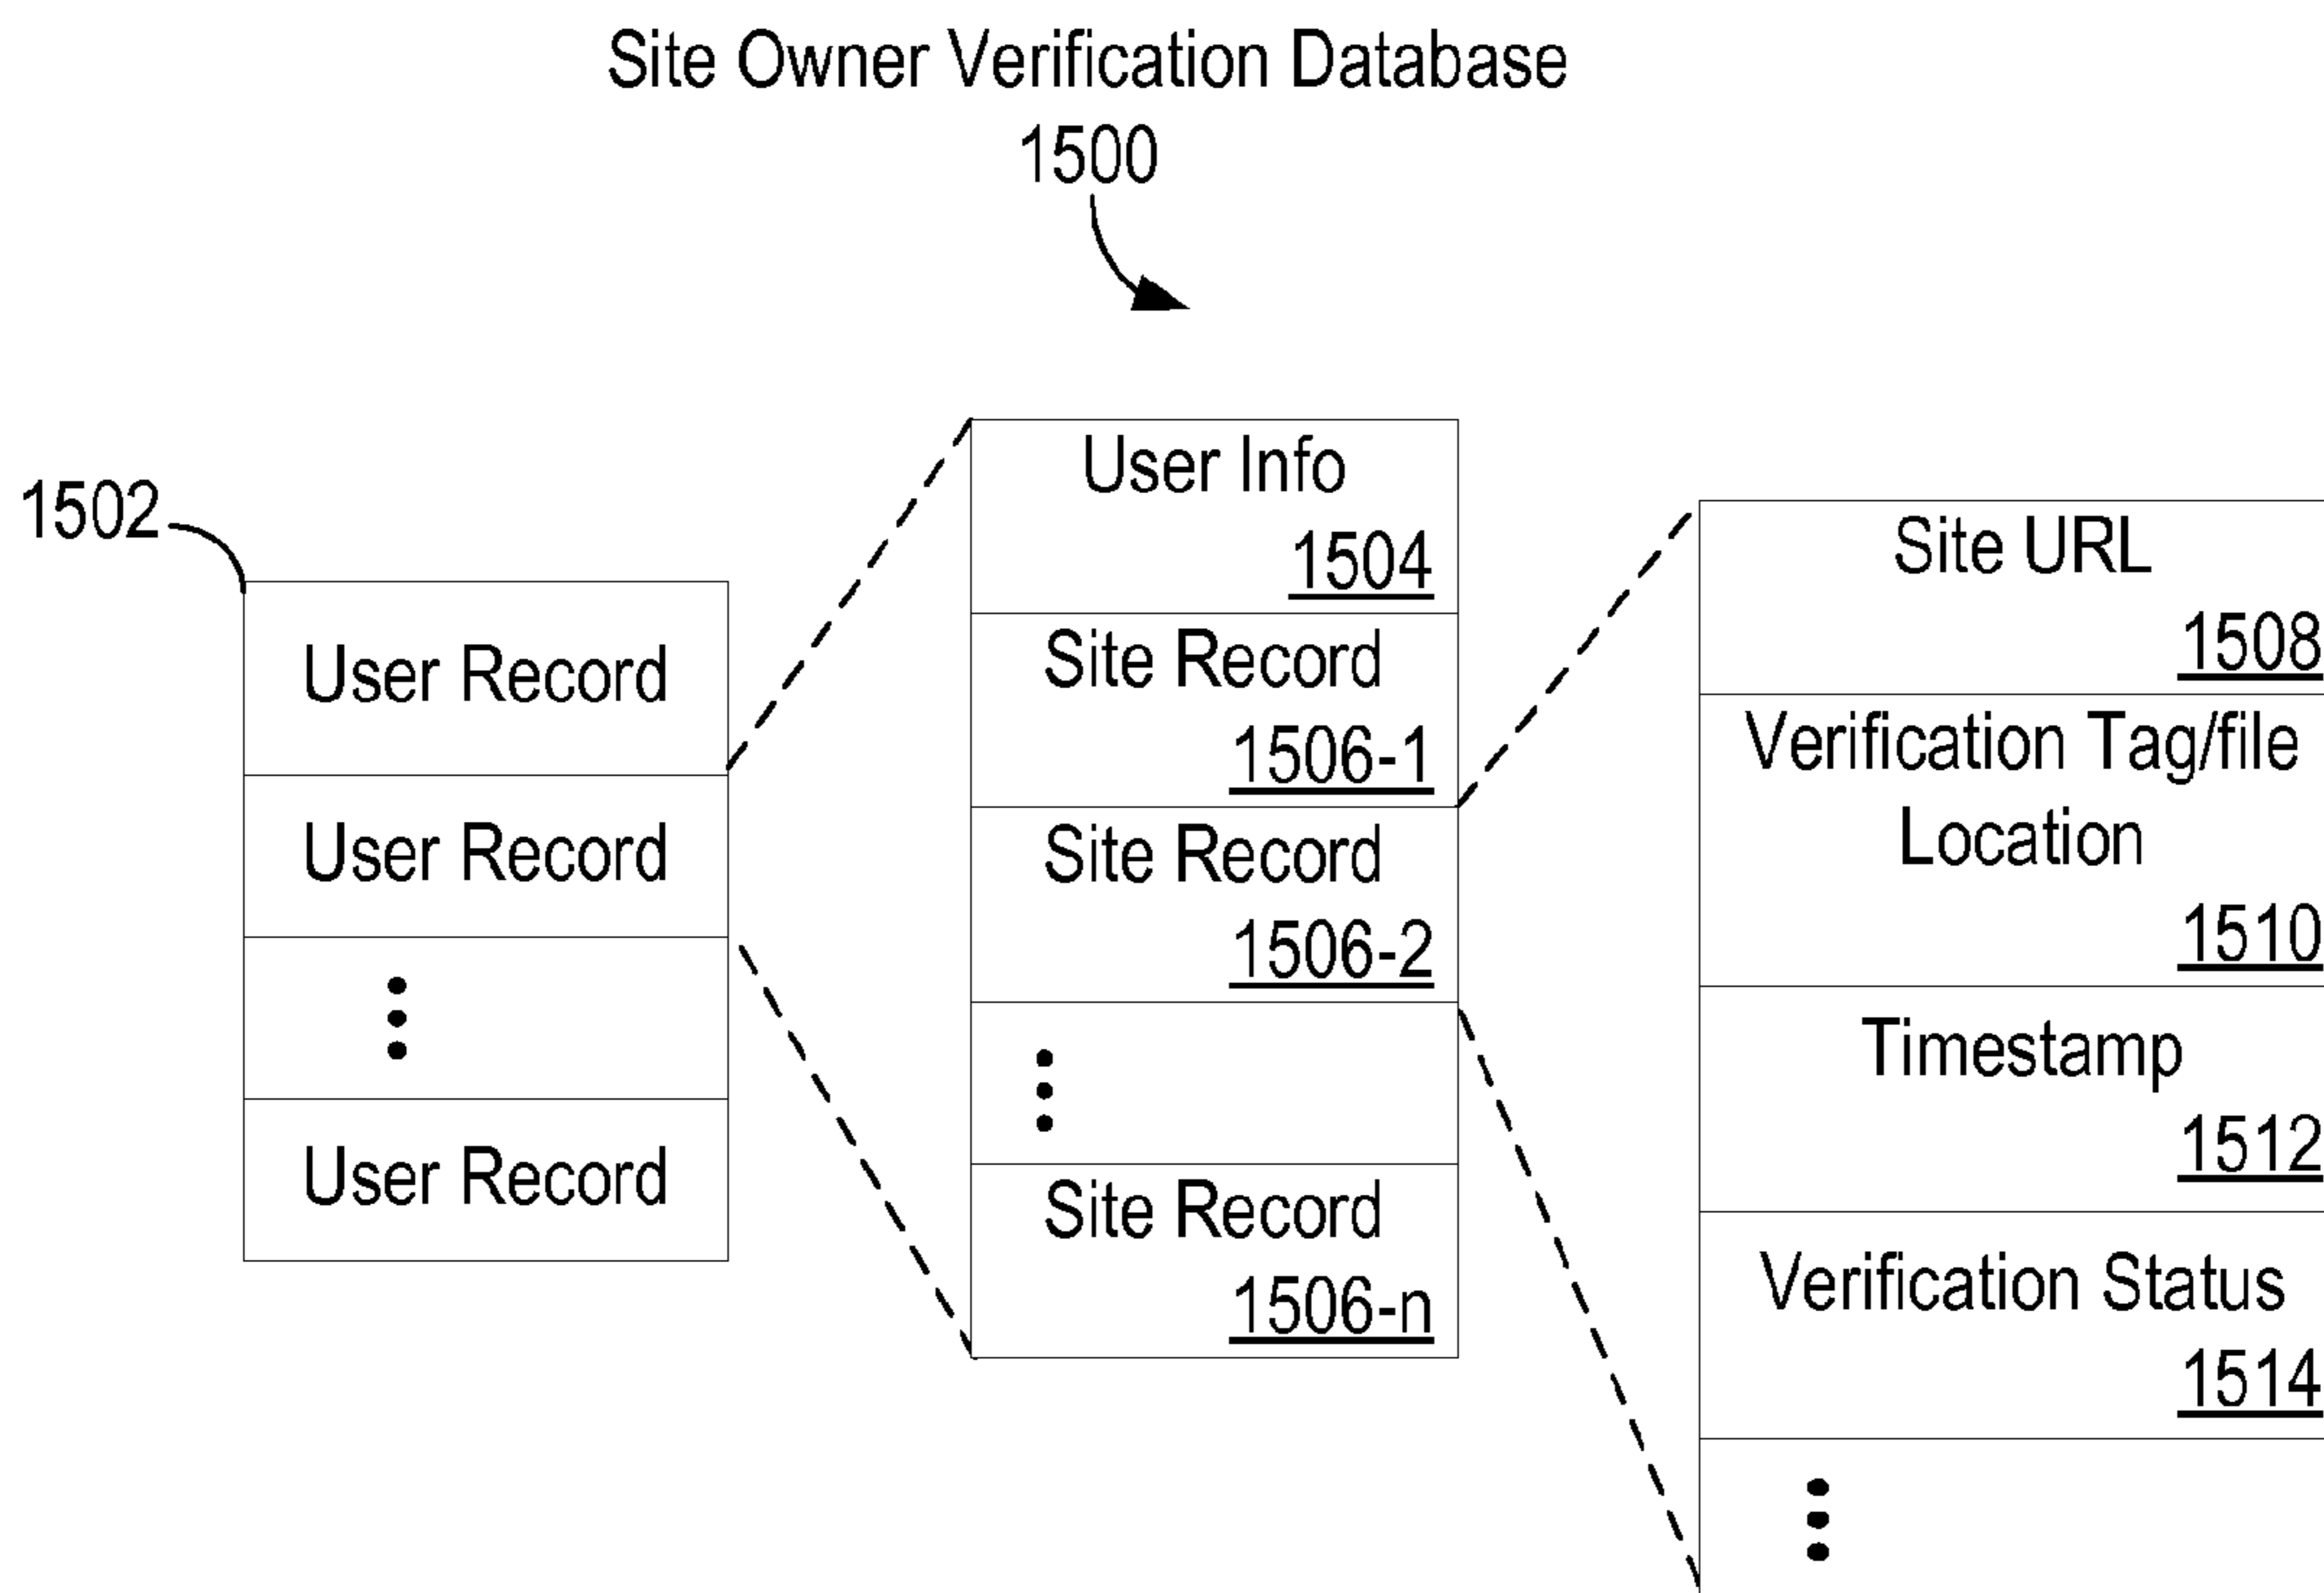 Site Owner Verification Database
1500
1502
User Record
User Record
User Record
User Info
1504
Site Record
1506-1
Site Record
1506-2
Site Record
1506-n
Site URL
1508
Verification Tag/file
Location
1510
Timestamp
1512
Verification Status
1514